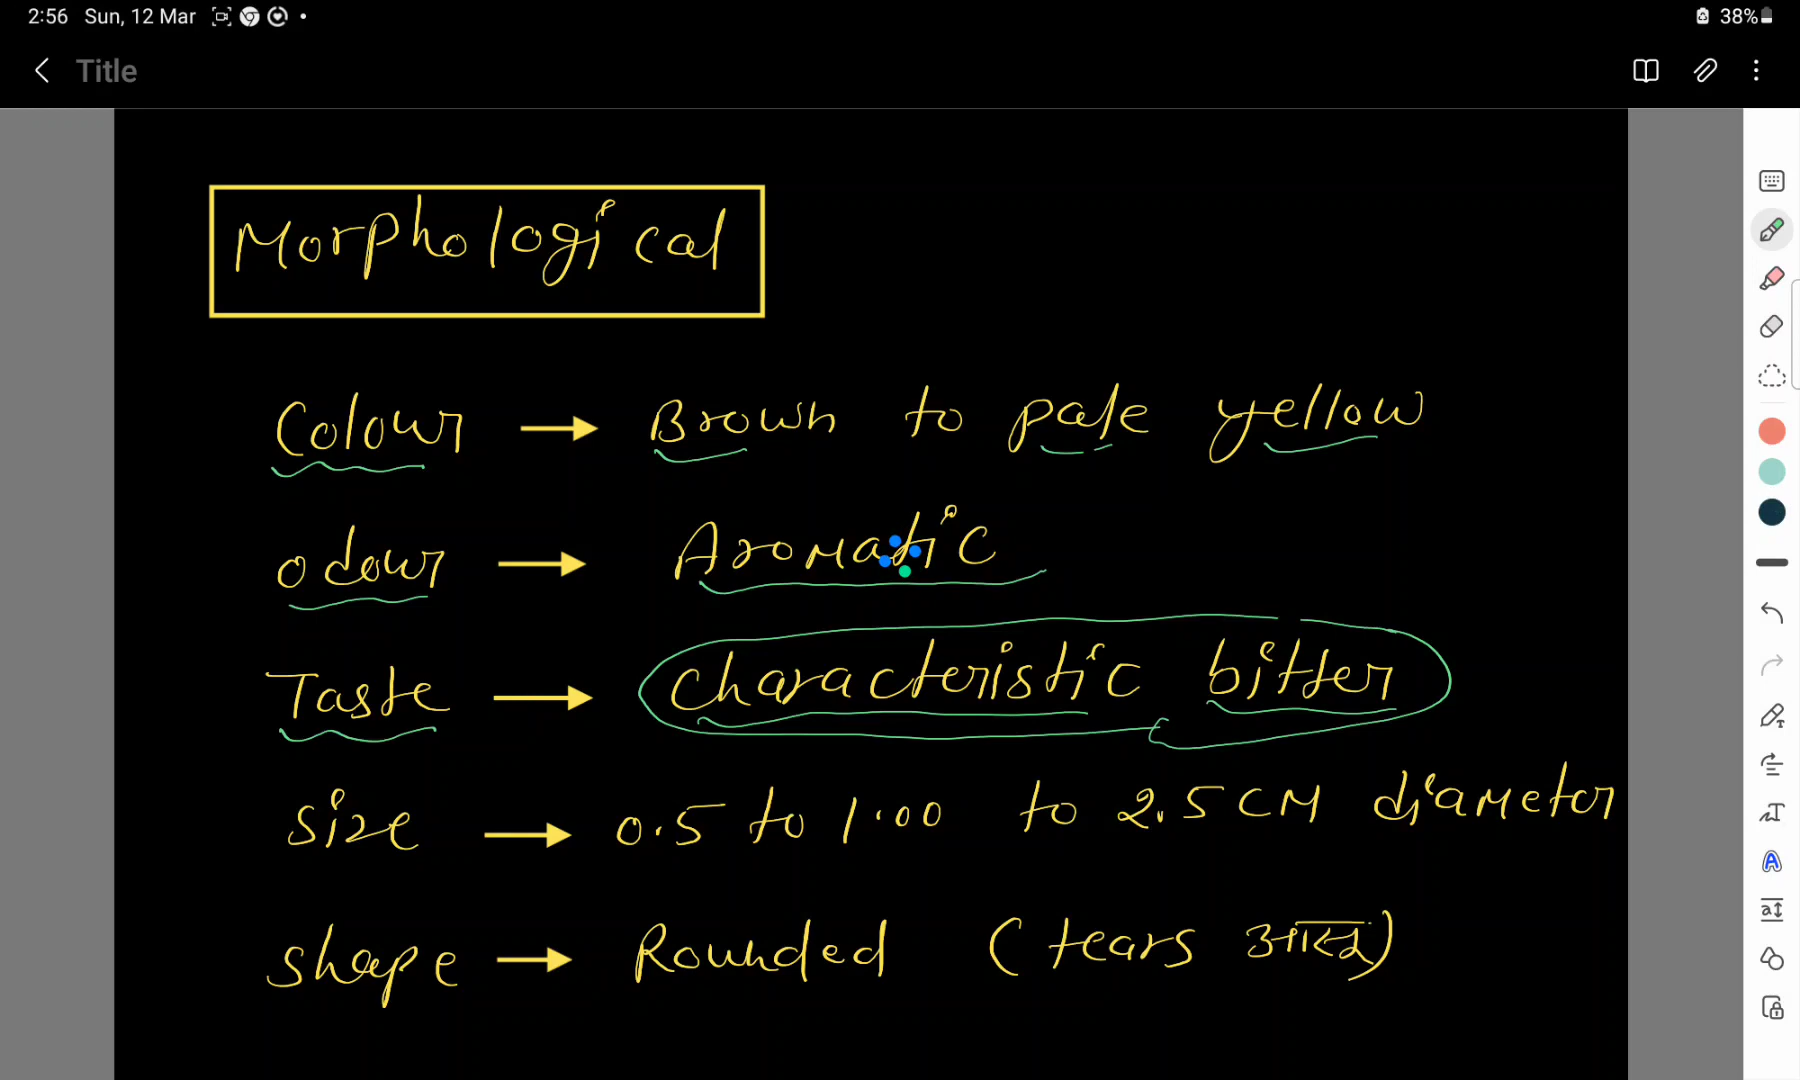 2:56 Sun, 12 Mar 38%
Title
Morphological
Colour → Brown to pale yellow
odour → Aromatic
Taste → characteristic bitter
size → 0.5 to 1.00 to 2.5 CM diameter
shape → Rounded (tears)